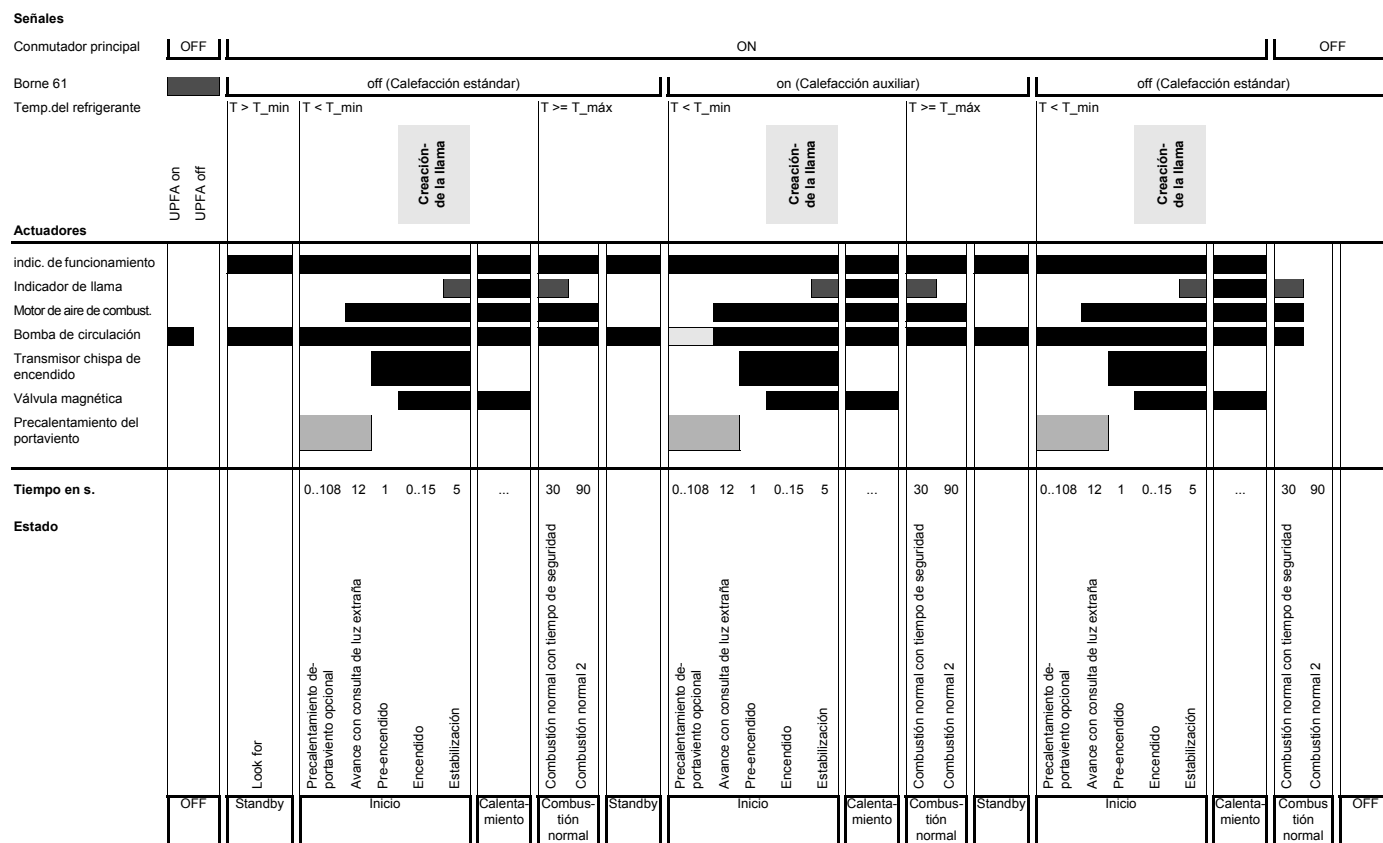 Señales
Conmutador principal OFF ON OFF
Borne 61 off (Calefacción estándar) on (Calefacción auxiliar) off (Calefacción estándar)
Temp.del refrigerante T > T_min T < T_min T >= T_máx T < T_min T >= T_máx T < T_min
UPFA on
UPFA off
Creación-
de la llama
Creación-
de la llama
Creación-
de la llama
Actuadores
indic. de funcionamiento
Indicador de llama
Motor de aire de combust.
Bomba de circulación
Transmisor chispa de
encendido
Válvula magnética
Precalentamiento del
portaviento
Tiempo en s. 0..108 12 1 0..15 5 ... 30 90 0..108 12 1 0..15 5 ... 30 90 0..108 12 1 0..15 5 ... 30 90
Estado
Look for
Precalentamiento de-
portaviento opcional
Avance con consulta de luz extraña
Pre-encendido
Encendido
Estabilización
Combustión normal con tiempo de seguridad
Combustión normal 2
Precalentamiento de-
portaviento opcional
Avance con consulta de luz extraña
Pre-encendido
Encendido
Estabilización
Combustión normal con tiempo de seguridad
Combustión normal 2
Precalentamiento de-
portaviento opcional
Avance con consulta de luz extraña
Pre-encendido
Encendido
Estabilización
Combustión normal con tiempo de seguridad
Combustión normal 2
OFF Standby Inicio Calenta- Combus- Standby Inicio Calenta- Combus- Standby Inicio Calenta- Combus OFF
miento tión miento tión miento tión
normal normal normal